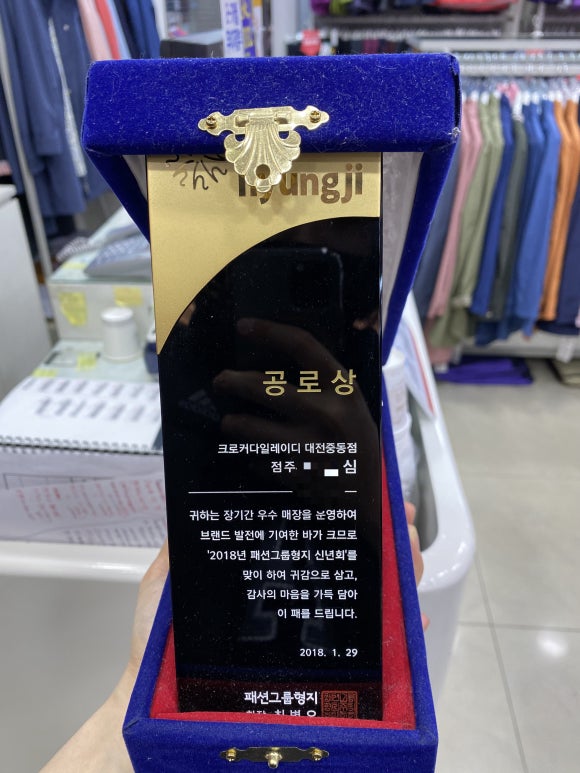 hyungji
공로상
크로커다일레이디 대전중동점
점주 심
귀하는 장기간 우수 매장을 운영하여
브랜드 발전에 기여한 바가 크므로
'2018년 패션그룹형지 신년회'를
맞이 하여 귀감으로 삼고,
감사의 마음을 가득 담아
이 패를 드립니다.
2018. 1. 29
패션그룹형지